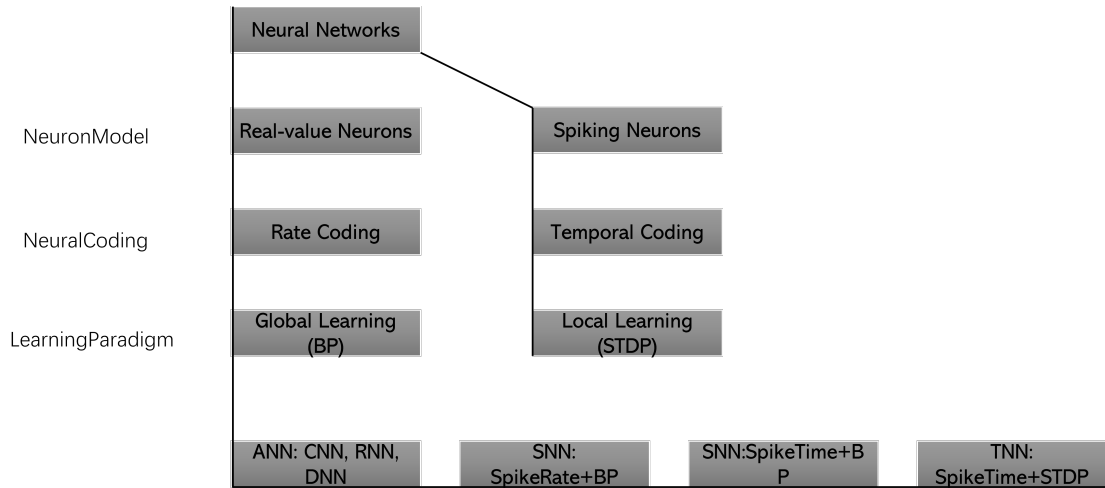 Neural Networks
NeuronModel
Real-value Neurons
Spiking Neurons
NeuralCoding
Rate Coding
Temporal Coding
LearningParadigm
Global Learning
(BP)
Local Learning
(STDP)
ANN: CNN, RNN,
DNN
SNN:
SpikeRate+BP
SNN:SpikeTime+B
P
TNN:
SpikeTime+STDP